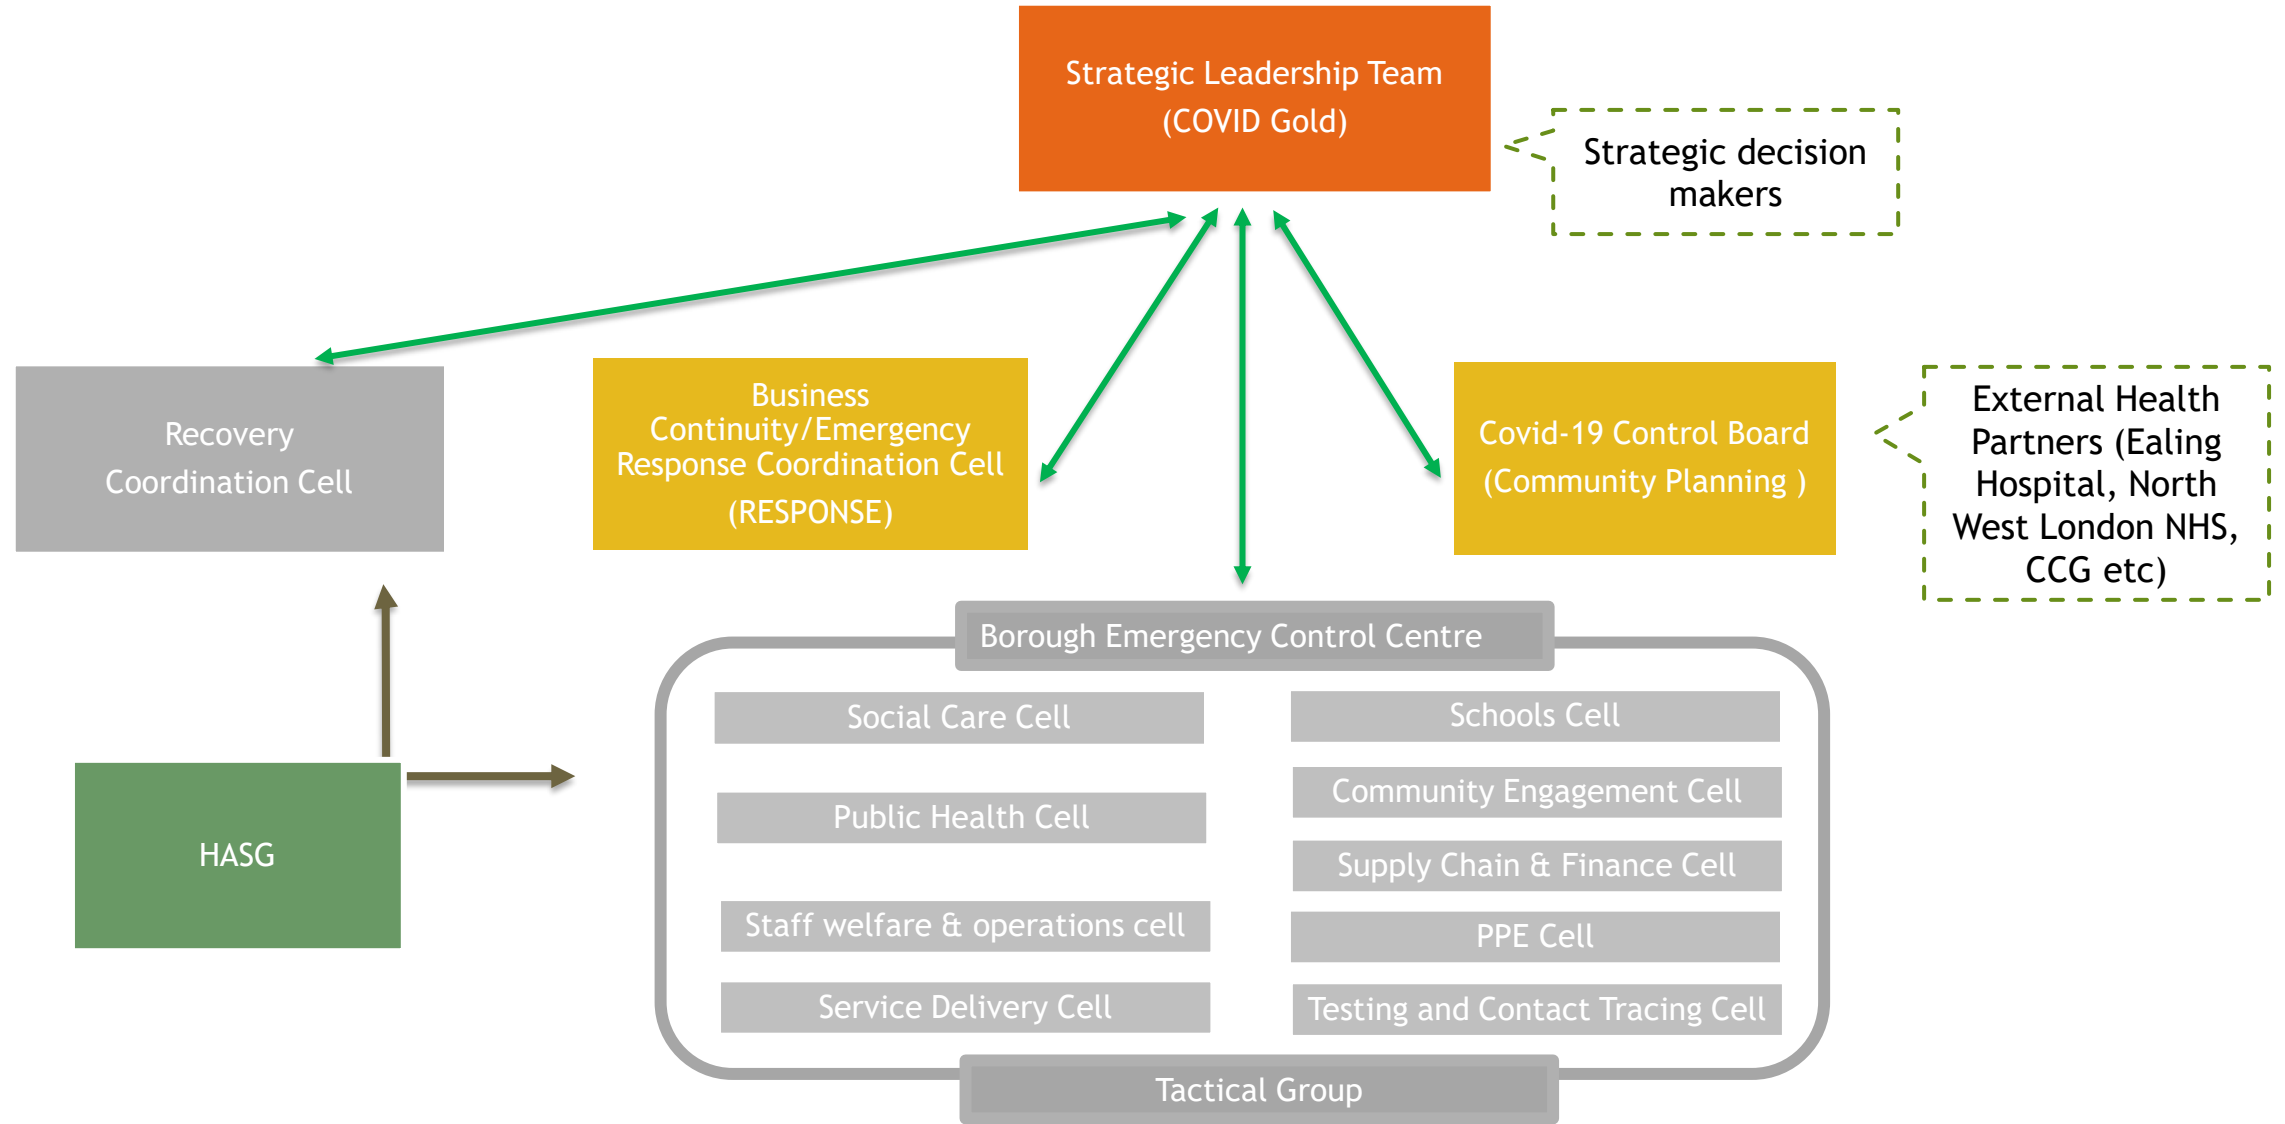 Strategic Leadership Team
(COVID Gold)
Strategic decision
makers
Recovery
Coordination Cell
Business
Continuity/Emergency
Response Coordination Cell
(RESPONSE)
Covid-19 Control Board
(Community Planning )
External Health
Partners (Ealing
Hospital, North
West London NHS,
CCG etc)
Borough Emergency Control Centre
Social Care Cell
Public Health Cell
Staff welfare & operations cell
Service Delivery Cell
Schools Cell
Community Engagement Cell
Supply Chain & Finance Cell
PPE Cell
Testing and Contact Tracing Cell
Tactical Group
HASG